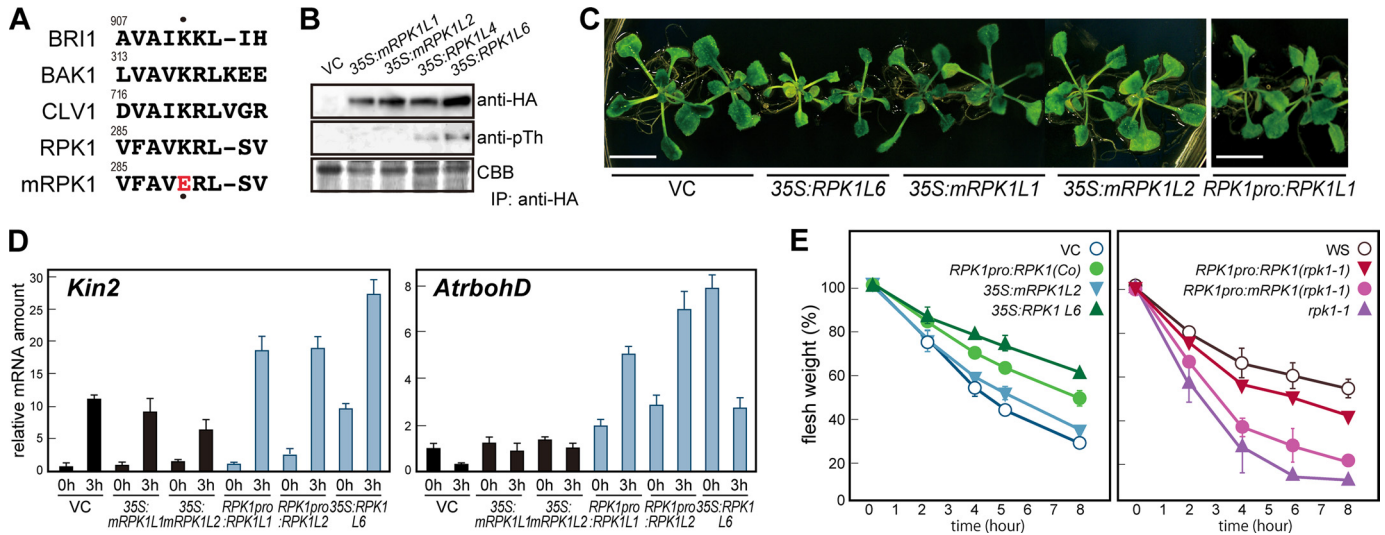 A
907
BRI1 AVAIKKL-IH
313
BAK1 LVAVKRLKEE
716
CLV1 DVAIKRLVGR
285
RPK1 VFAVKRL-SV
285
mRPK1 VFAVERL-SV
B
VC 35S:mRPK1L1 35S:mRPK1L2 35S:RPK1L4 35S:RPK1L6
anti-HA
anti-pTh
CBB
IP: anti-HA
C
VC 35S:RPK1L6 35S:mRPK1L1 35S:mRPK1L2 RPK1pro:RPK1L1
D
relative mRNA amount
Kin2
30
25
20
15
10
5
0
0h 3h 0h 3h 0h 3h 0h 3h 0h 3h 0h 3h
VC 35S: 35S: RPK1pro RPK1pro 35S:RPK1
mRPK1L1 mRPK1L2 :RPK1L1 :RPK1L2 L6
AtrbohD
8
6
4
2
0
0h 3h 0h 3h 0h 3h 0h 3h 0h 3h 0h 3h
VC 35S: 35S: RPK1pro RPK1pro 35S:RPK1
mRPK1L1 mRPK1L2 :RPK1L1 :RPK1L2 L6
E
flesh weight (%)
100
80
60
40
20
0
VC
RPK1pro:RPK1(Co)
35S:mRPK1L2
35S:RPK1 L6
0 1 2 3 4 5 6 7 8
time (hour)
WS
RPK1pro:RPK1(rpk1-1)
RPK1pro:mRPK1(rpk1-1)
rpk1-1
0 1 2 3 4 5 6 7 8
time (hour)